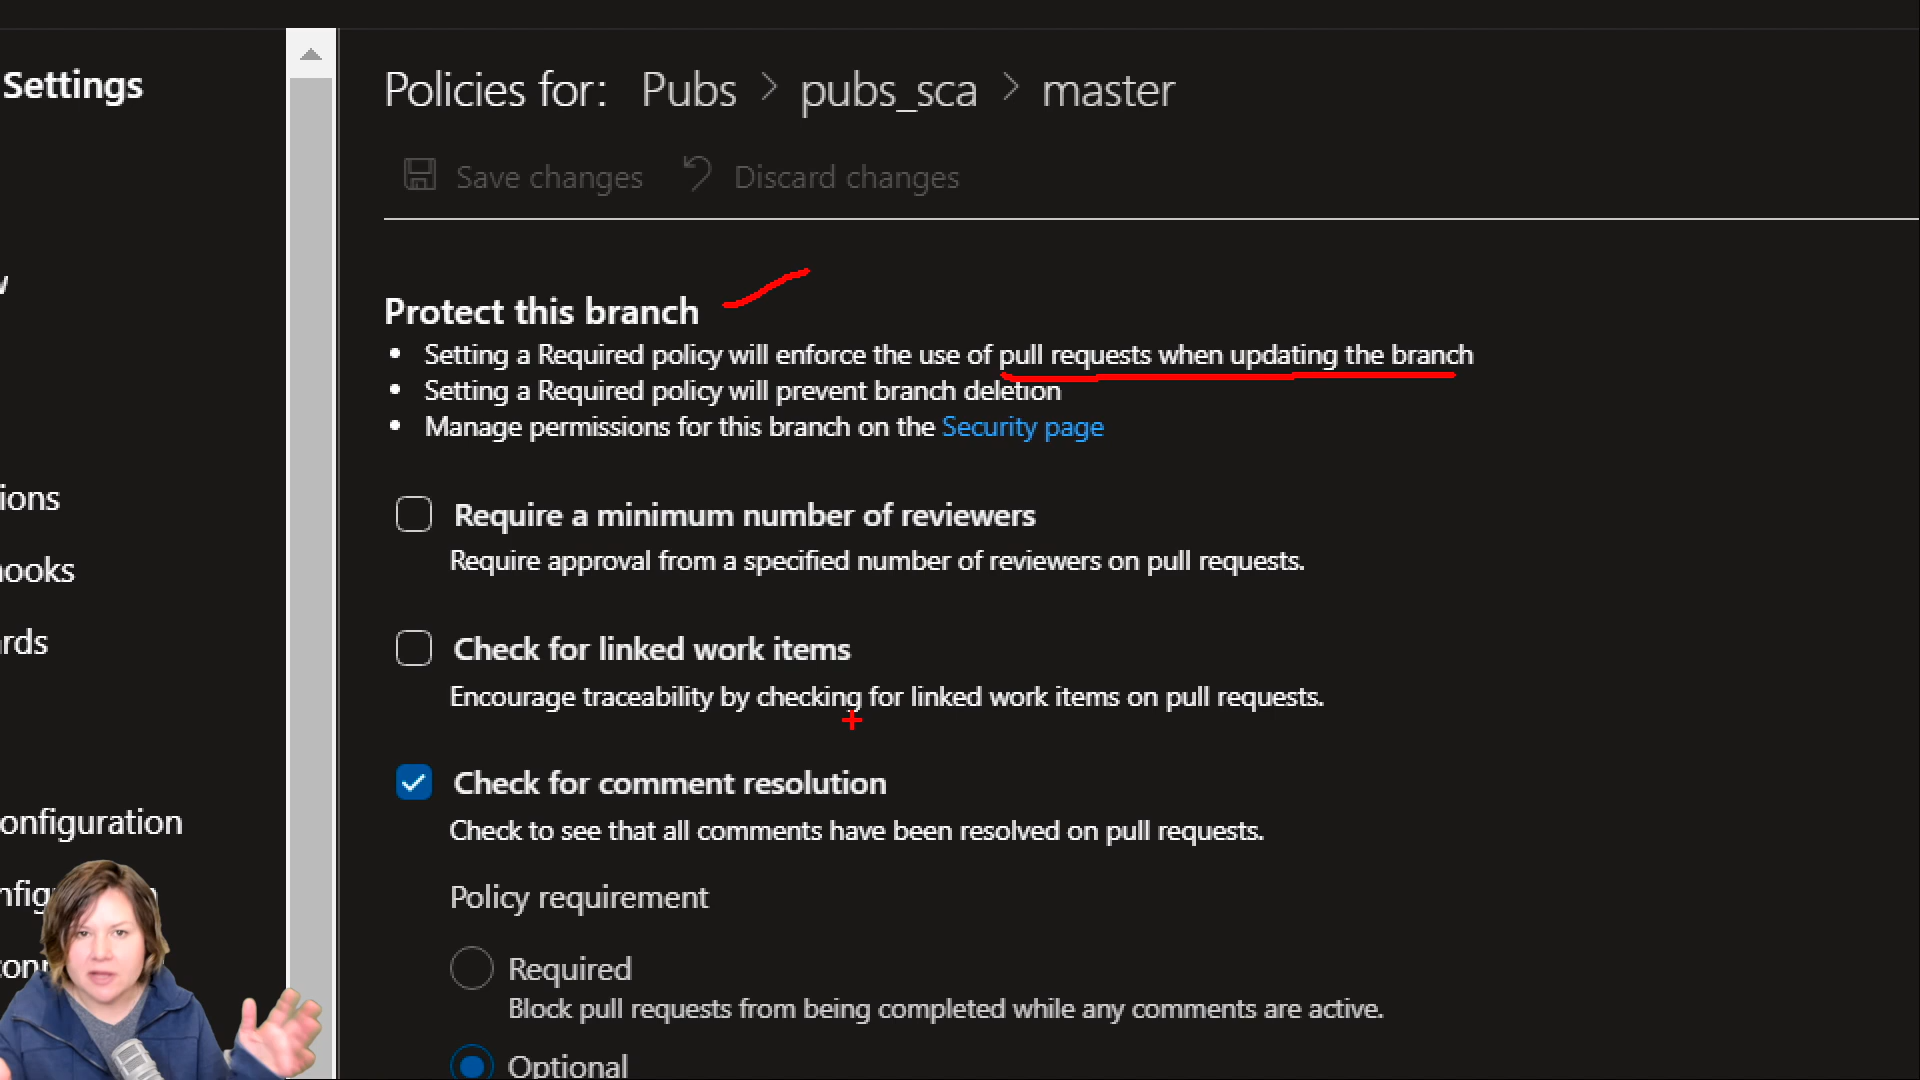 Settings
Policies for: Pubs > pubs_sca > master
Save changes Discard changes
Protect this branch
• Setting a Required policy will enforce the use of pull requests when updating the branch
• Setting a Required policy will prevent branch deletion
• Manage permissions for this branch on the Security page
ions
Require a minimum number of reviewers
Require approval from a specified number of reviewers on pull requests.
ooks
rds
Check for linked work items
Encourage traceability by checking for linked work items on pull requests.
Check for comment resolution
onfiguration
Check to see that all comments have been resolved on pull requests.
nfig
Policy requirement
con
Required
Block pull requests from being completed while any comments are active.
Optional